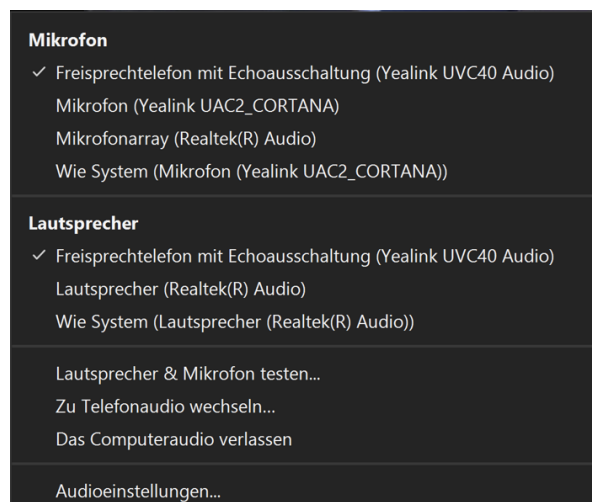 Mikrofon
Freisprechtelefon mit Echoausschaltung (Yealink UVC40 Audio)
Mikrofon (Yealink UAC2_CORTANA)
Mikrofonarray (Realtek(R) Audio)
Wie System (Mikrofon (Yealink UAC2_CORTANA))
Lautsprecher
Freisprechtelefon mit Echoausschaltung (Yealink UVC40 Audio)
Lautsprecher (Realtek(R) Audio)
Wie System (Lautsprecher (Realtek(R) Audio))
Lautsprecher & Mikrofon testen...
Zu Telefonaudio wechseln...
Das Computeraudio verlassen
Audioeinstellungen...